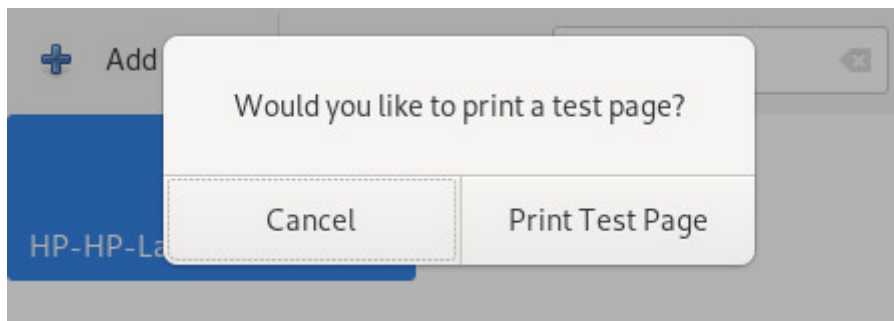 Add
Would you like to print a test page?
Cancel
Print Test Page
HP-HP-La